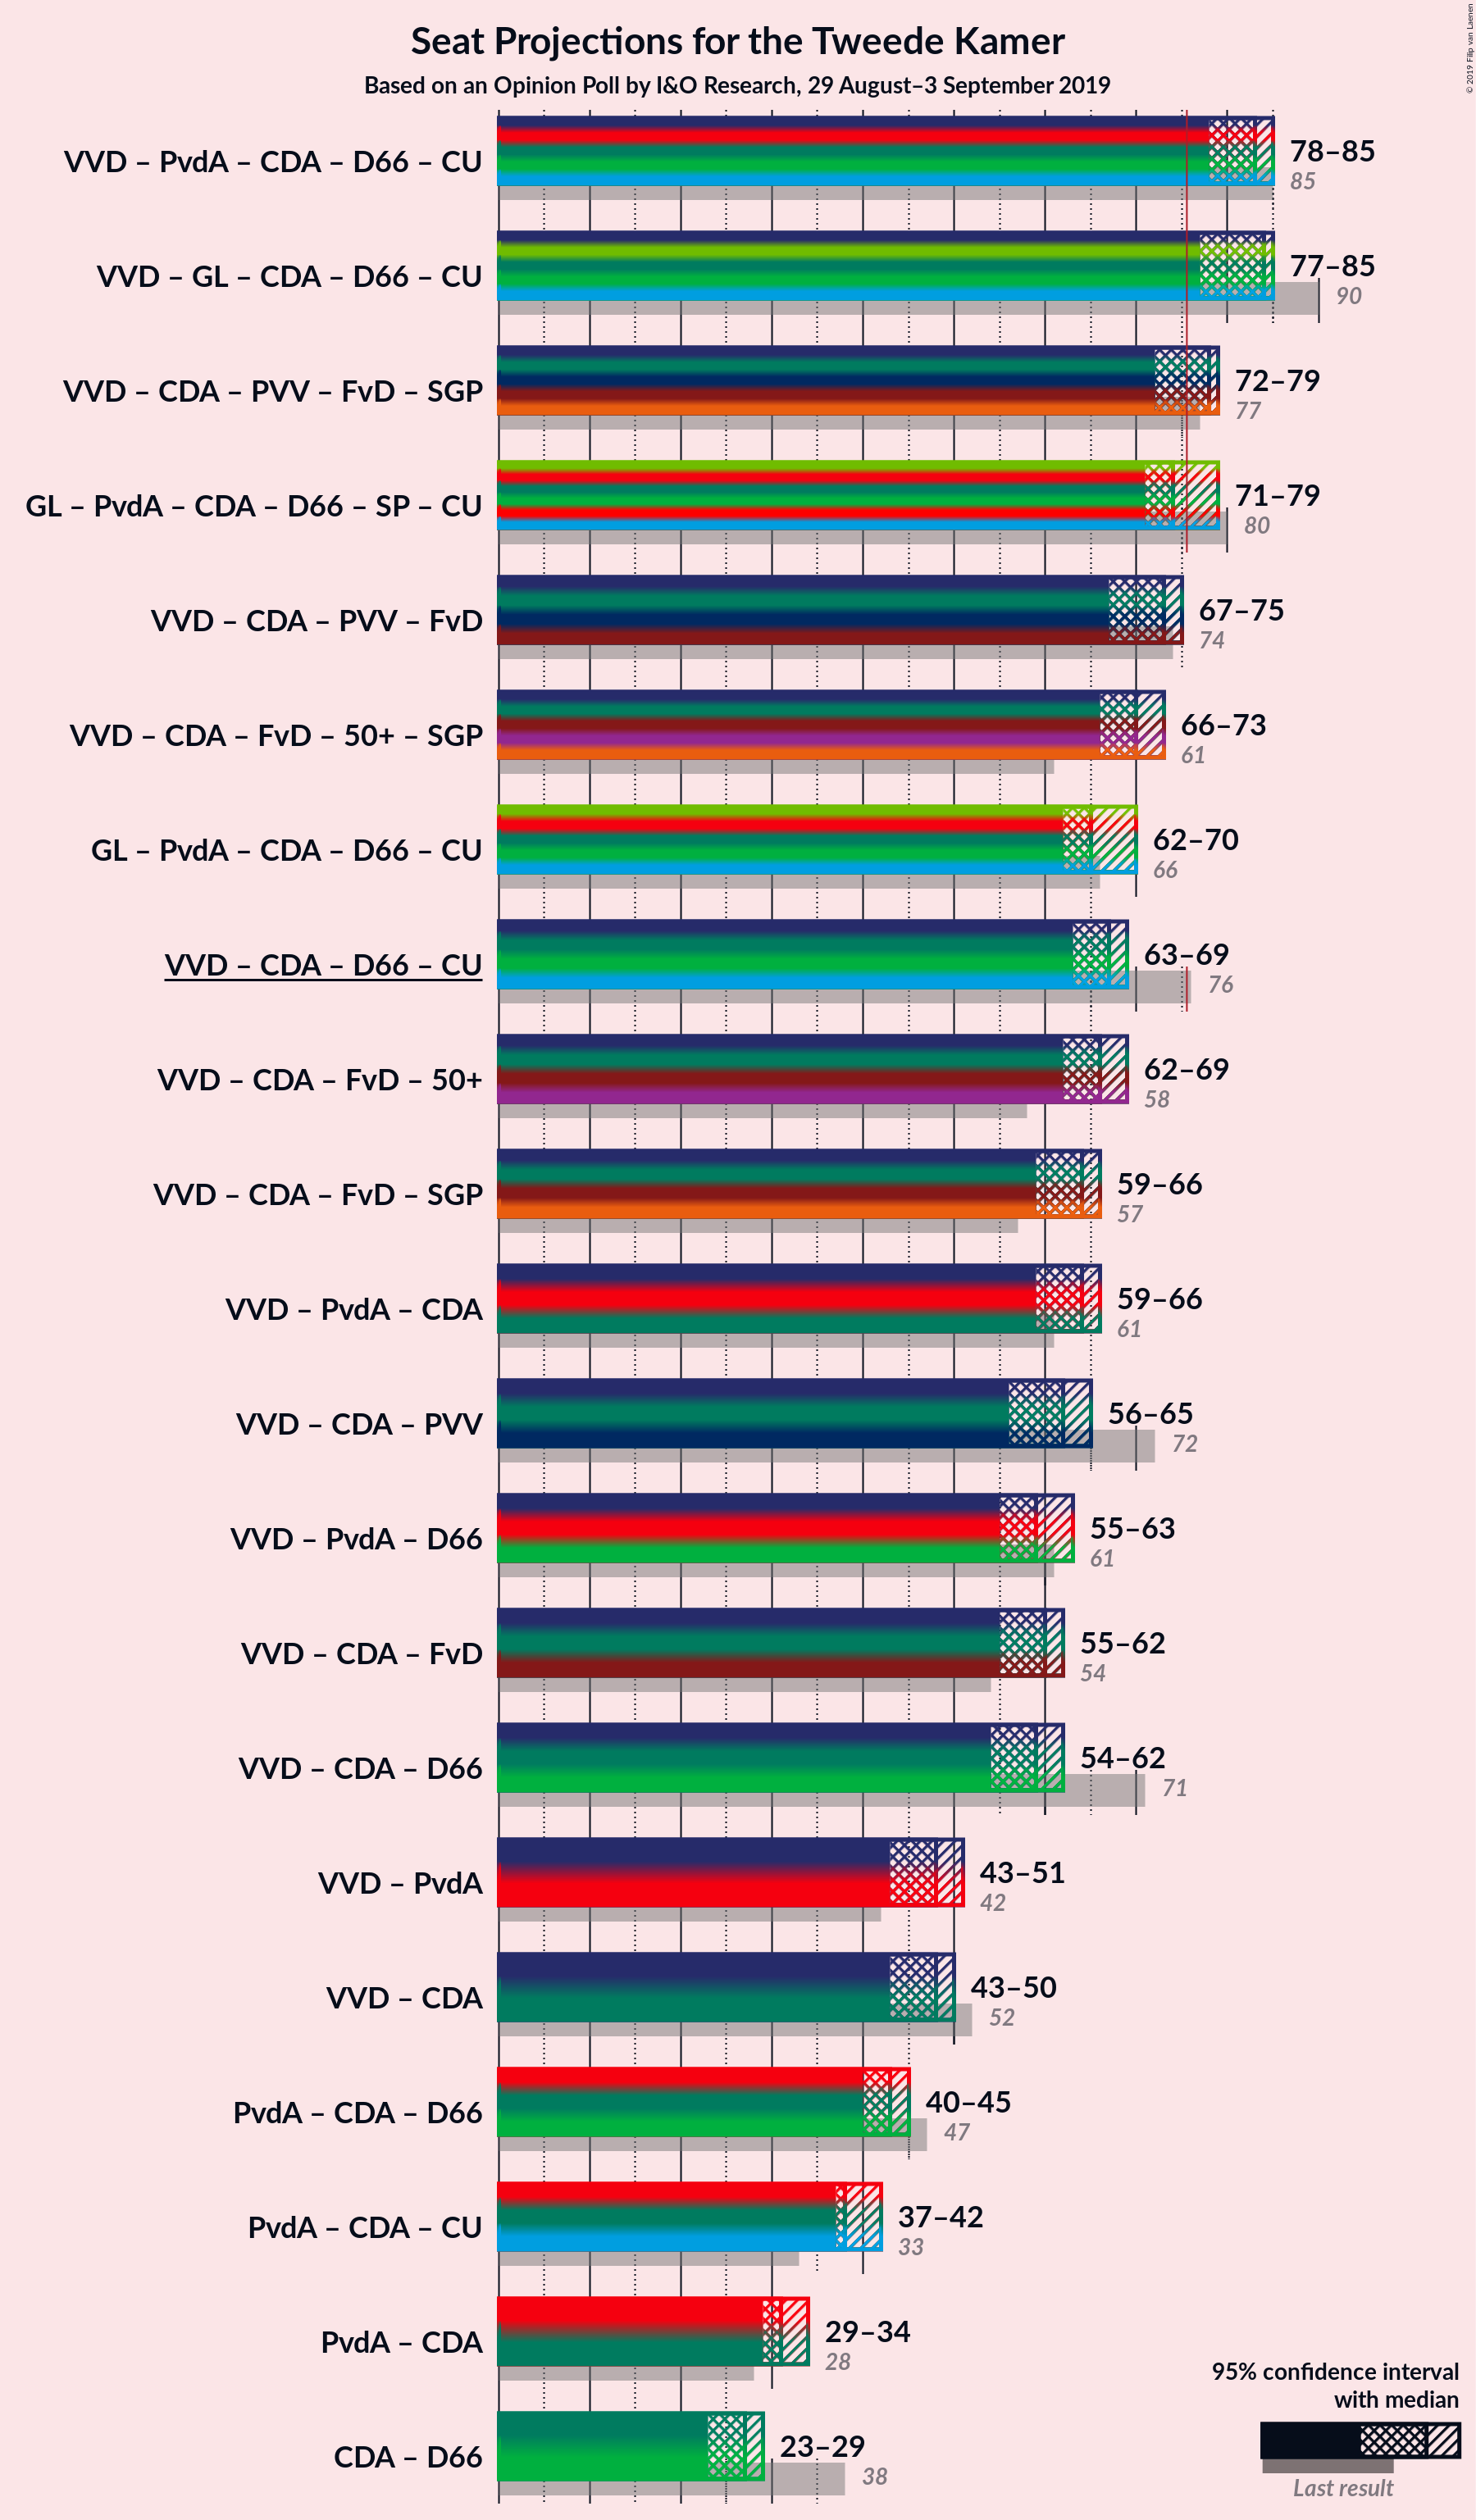 Seat Projections for the Tweede Kamer
Based on an Opinion Poll by I&O Research, 29 August–3 September 2019
© 2019 Filip van Laenen
VVD – PvdA – CDA – D66 – CU
78–85
85
VVD – GL – CDA – D66 – CU
77–85
90
VVD – CDA – PVV – FvD – SGP
72–79
77
GL – PvdA – CDA – D66 – SP – CU
71–79
80
VVD – CDA – PVV – FvD
67–75
74
VVD – CDA – FvD – 50+ – SGP
66–73
61
GL – PvdA – CDA – D66 – CU
62–70
66
VVD – CDA – D66 – CU
63–69
76
VVD – CDA – FvD – 50+
62–69
58
VVD – CDA – FvD – SGP
59–66
57
VVD – PvdA – CDA
59–66
61
VVD – CDA – PVV
56–65
72
VVD – PvdA – D66
55–63
61
VVD – CDA – FvD
55–62
54
VVD – CDA – D66
54–62
71
VVD – PvdA
43–51
42
VVD – CDA
43–50
52
PvdA – CDA – D66
40–45
47
PvdA – CDA – CU
37–42
33
PvdA – CDA
29–34
28
CDA – D66
23–29
38
95% confidence interval
with median
Last result